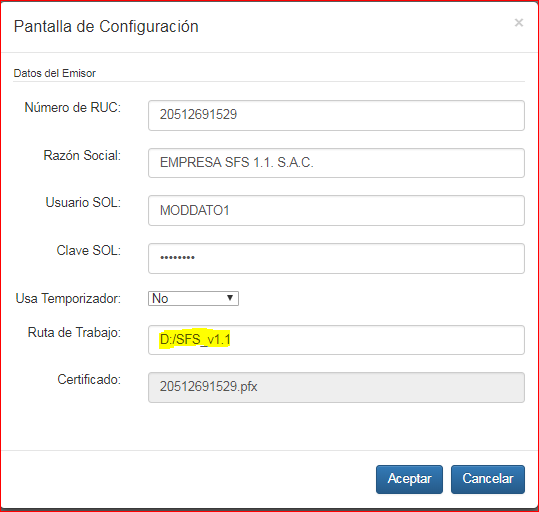 Pantalla de Configuración ×
Datos del Emisor
Número de RUC: 20512691529
Razón Social: EMPRESA SFS 1.1. S.A.C.
Usuario SOL: MODDATO1
Clave SOL: ••••••••
Usa Temporizador: No
Ruta de Trabajo: D:/SFS_v1.1
Certificado: 20512691529.pfx
Aceptar Cancelar